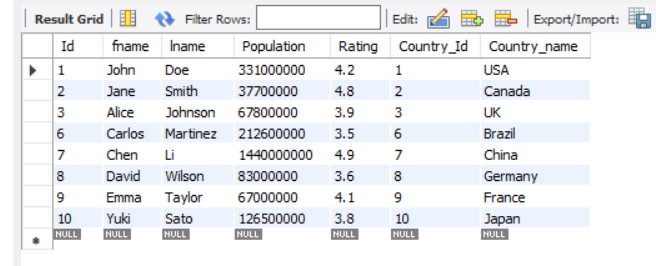 Result Grid Filter Rows: Edit: Export/Import:
Id fname lname Population Rating Country_Id Country_name
1 John Doe 331000000 4.2 1 USA
2 Jane Smith 37700000 4.8 2 Canada
3 Alice Johnson 67800000 3.9 3 UK
6 Carlos Martinez 212600000 3.5 6 Brazil
7 Chen Li 1440000000 4.9 7 China
8 David Wilson 83000000 3.6 8 Germany
9 Emma Taylor 67000000 4.1 9 France
10 Yuki Sato 126500000 3.8 10 Japan
NULL NULL NULL NULL NULL NULL NULL